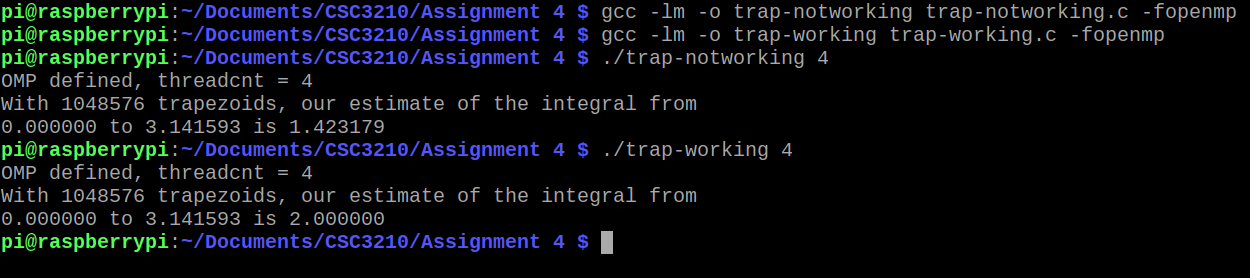 pi@raspberrypi:~/Documents/CSC3210/Assignment 4 $ gcc -lm -o trap-notworking trap-notworking.c -fopenmp
pi@raspberrypi:~/Documents/CSC3210/Assignment 4 $ gcc -lm -o trap-working trap-working.c -fopenmp
pi@raspberrypi:~/Documents/CSC3210/Assignment 4 $ ./trap-notworking 4
OMP defined, threadcnt = 4
With 1048576 trapezoids, our estimate of the integral from
0.000000 to 3.141593 is 1.423179
pi@raspberrypi:~/Documents/CSC3210/Assignment 4 $ ./trap-working 4
OMP defined, threadcnt = 4
With 1048576 trapezoids, our estimate of the integral from
0.000000 to 3.141593 is 2.000000
pi@raspberrypi:~/Documents/CSC3210/Assignment 4 $